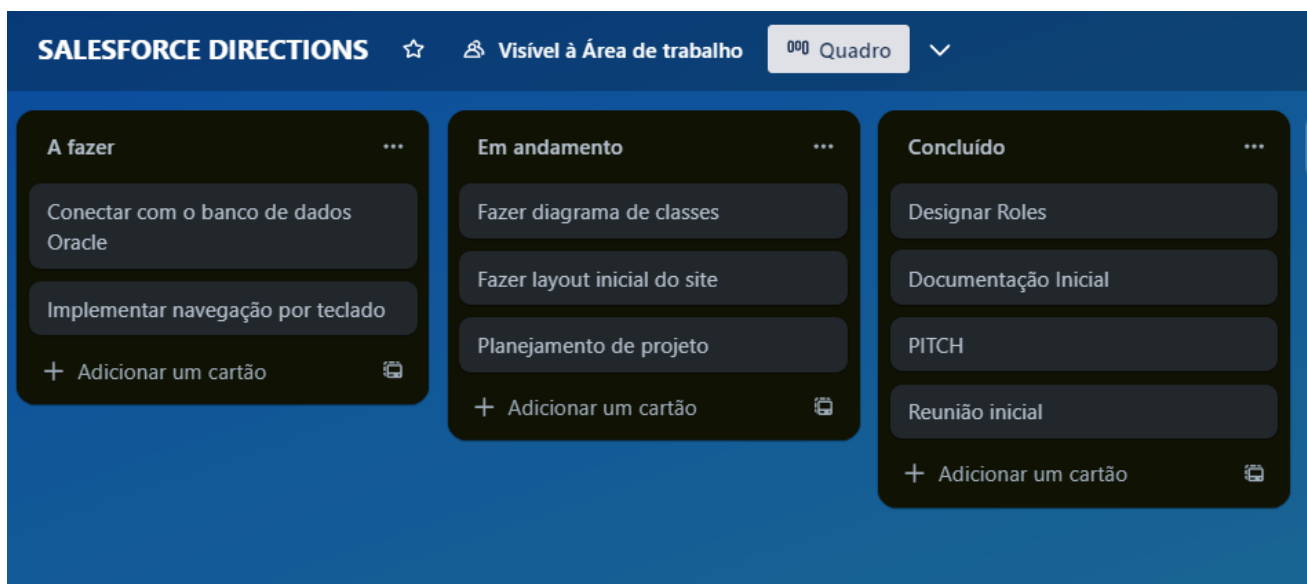 SALESFORCE DIRECTIONS Visível à Área de trabalho Quadro
A fazer
Conectar com o banco de dados
Oracle
Implementar navegação por teclado
Adicionar um cartão
Em andamento
Fazer diagrama de classes
Fazer layout inicial do site
Planejamento de projeto
Adicionar um cartão
Concluído
Designar Roles
Documentação Inicial
PITCH
Reunião inicial
Adicionar um cartão